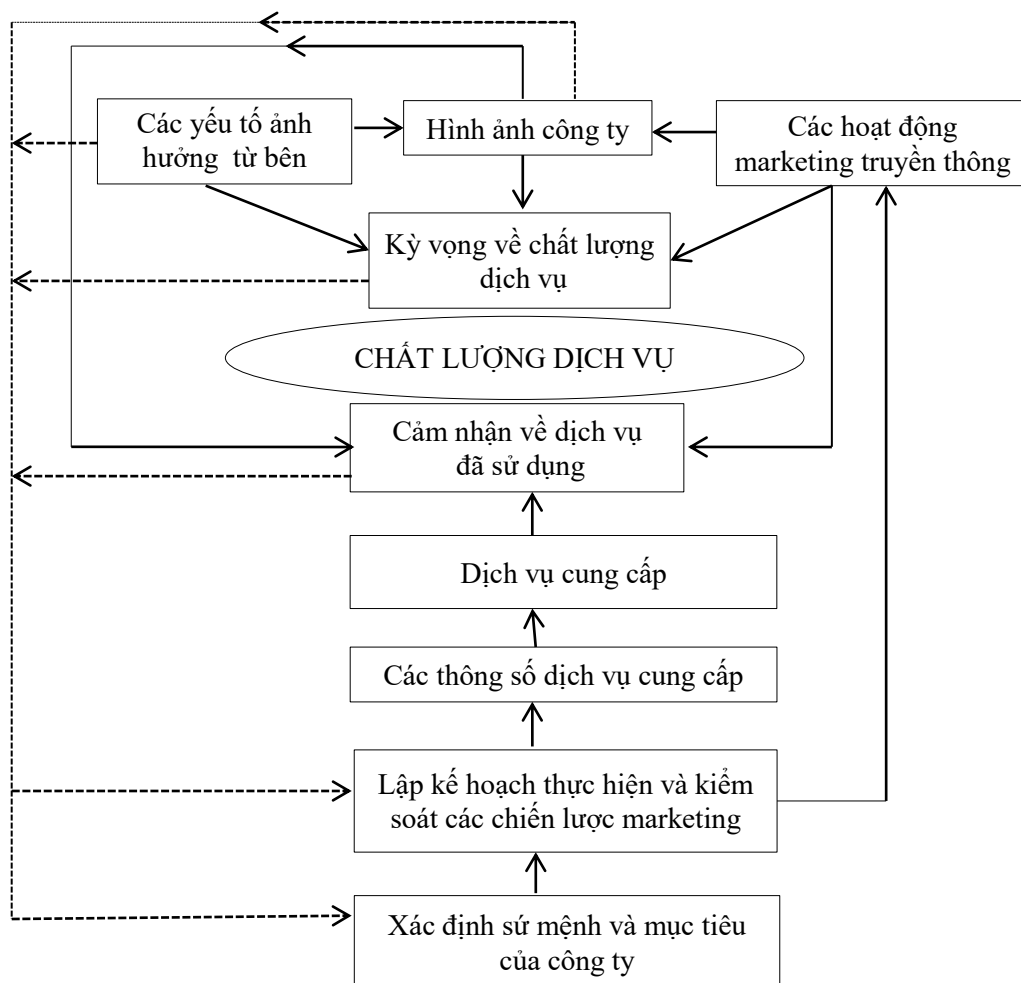 Các yếu tố ảnh
hưởng từ bên
Hình ảnh công ty
Các hoạt động
marketing truyền thông
Kỳ vọng về chất lượng
dịch vụ
CHẤT LƯỢNG DỊCH VỤ
Cảm nhận về dịch vụ
đã sử dụng
Dịch vụ cung cấp
Các thông số dịch vụ cung cấp
Lập kế hoạch thực hiện và kiểm
soát các chiến lược marketing
Xác định sứ mệnh và mục tiêu
của công ty